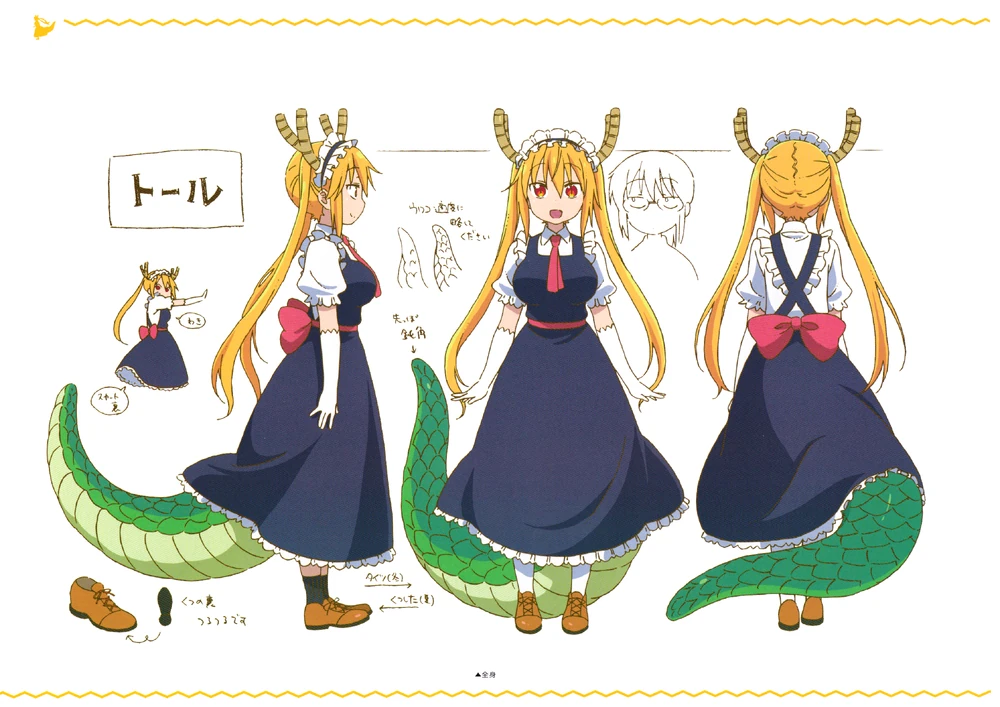 トール
ウロコ 適度に
略して
ください
先っぽ
鈍角
わき
スカート
裏
タイツ(冬)
くつした(夏)
くつの裏
つるつるです
▲全身